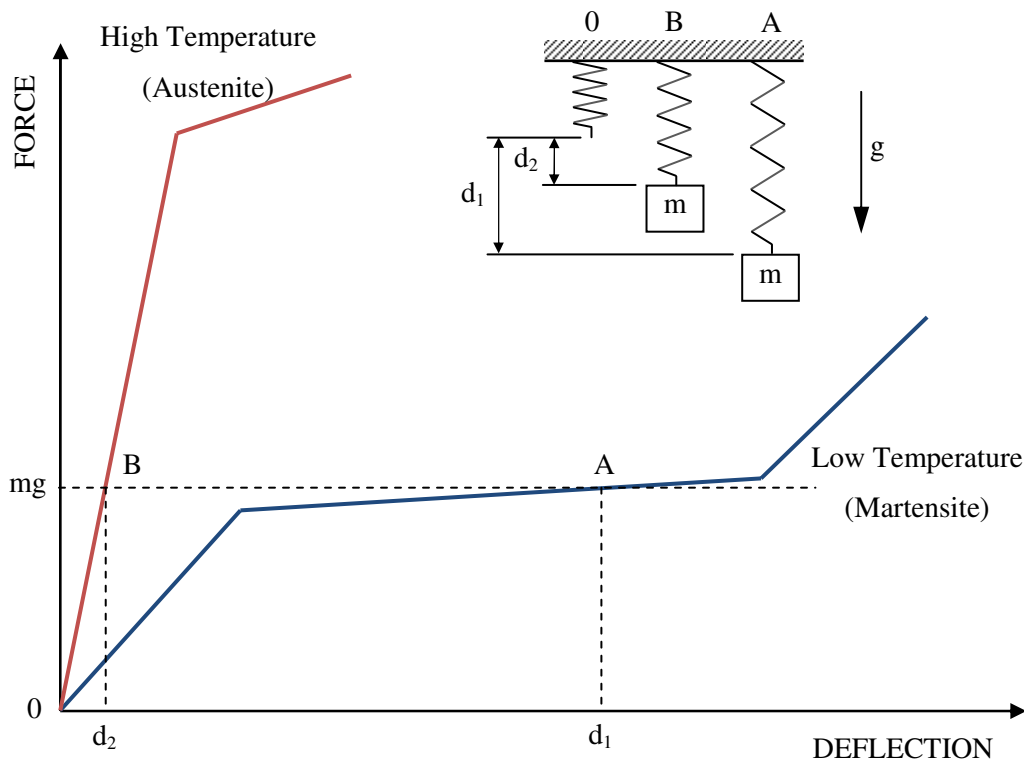 High Temperature
(Austenite)
FORCE
0 B A
d2
d1
g
m
m
B
A
mg
Low Temperature
(Martensite)
0
d2
d1
DEFLECTION